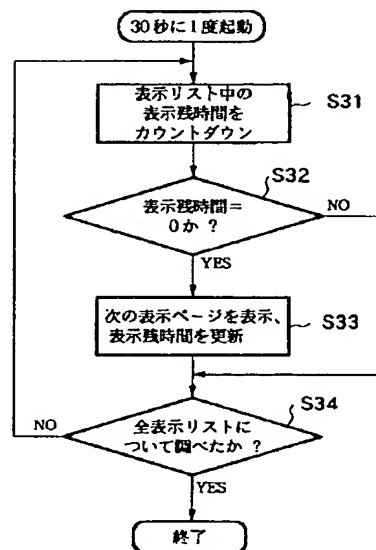 30秒に1度起動
表示リスト中の
表示残時間を
カウントダウン
S31
S32
表示残時間=
0か ?
NO
YES
次の表示ページを表示、
表示残時間を更新
S33
S34
NO
全表示リストに
ついて調べたか ?
YES
終了